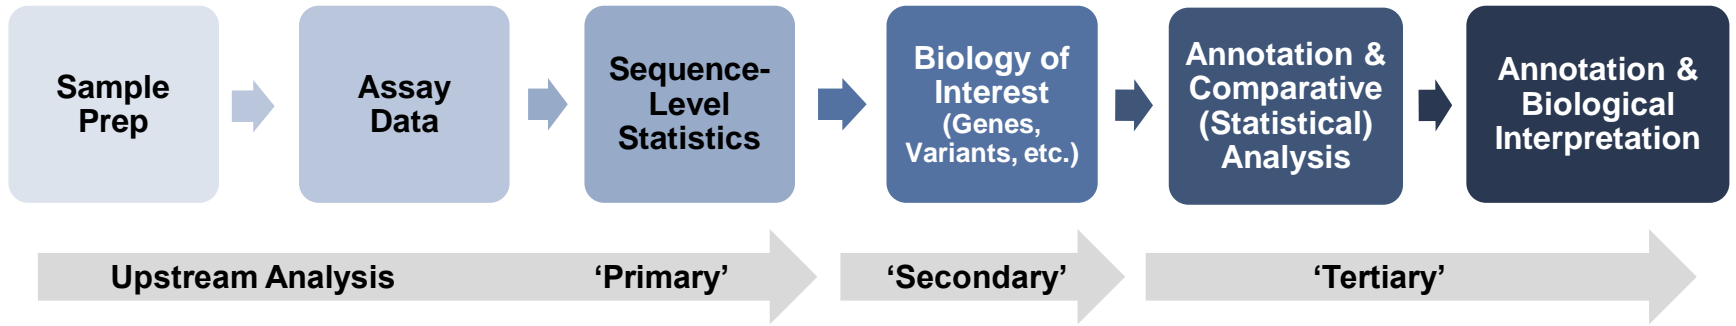 Sample
Prep
Assay
Data
Sequence-
Level
Statistics
Biology of
Interest
(Genes,
Variants, etc.)
Annotation &
Comparative
(Statistical)
Analysis
Annotation &
Biological
Interpretation
Upstream Analysis
‘Primary’
‘Secondary’
‘Tertiary’